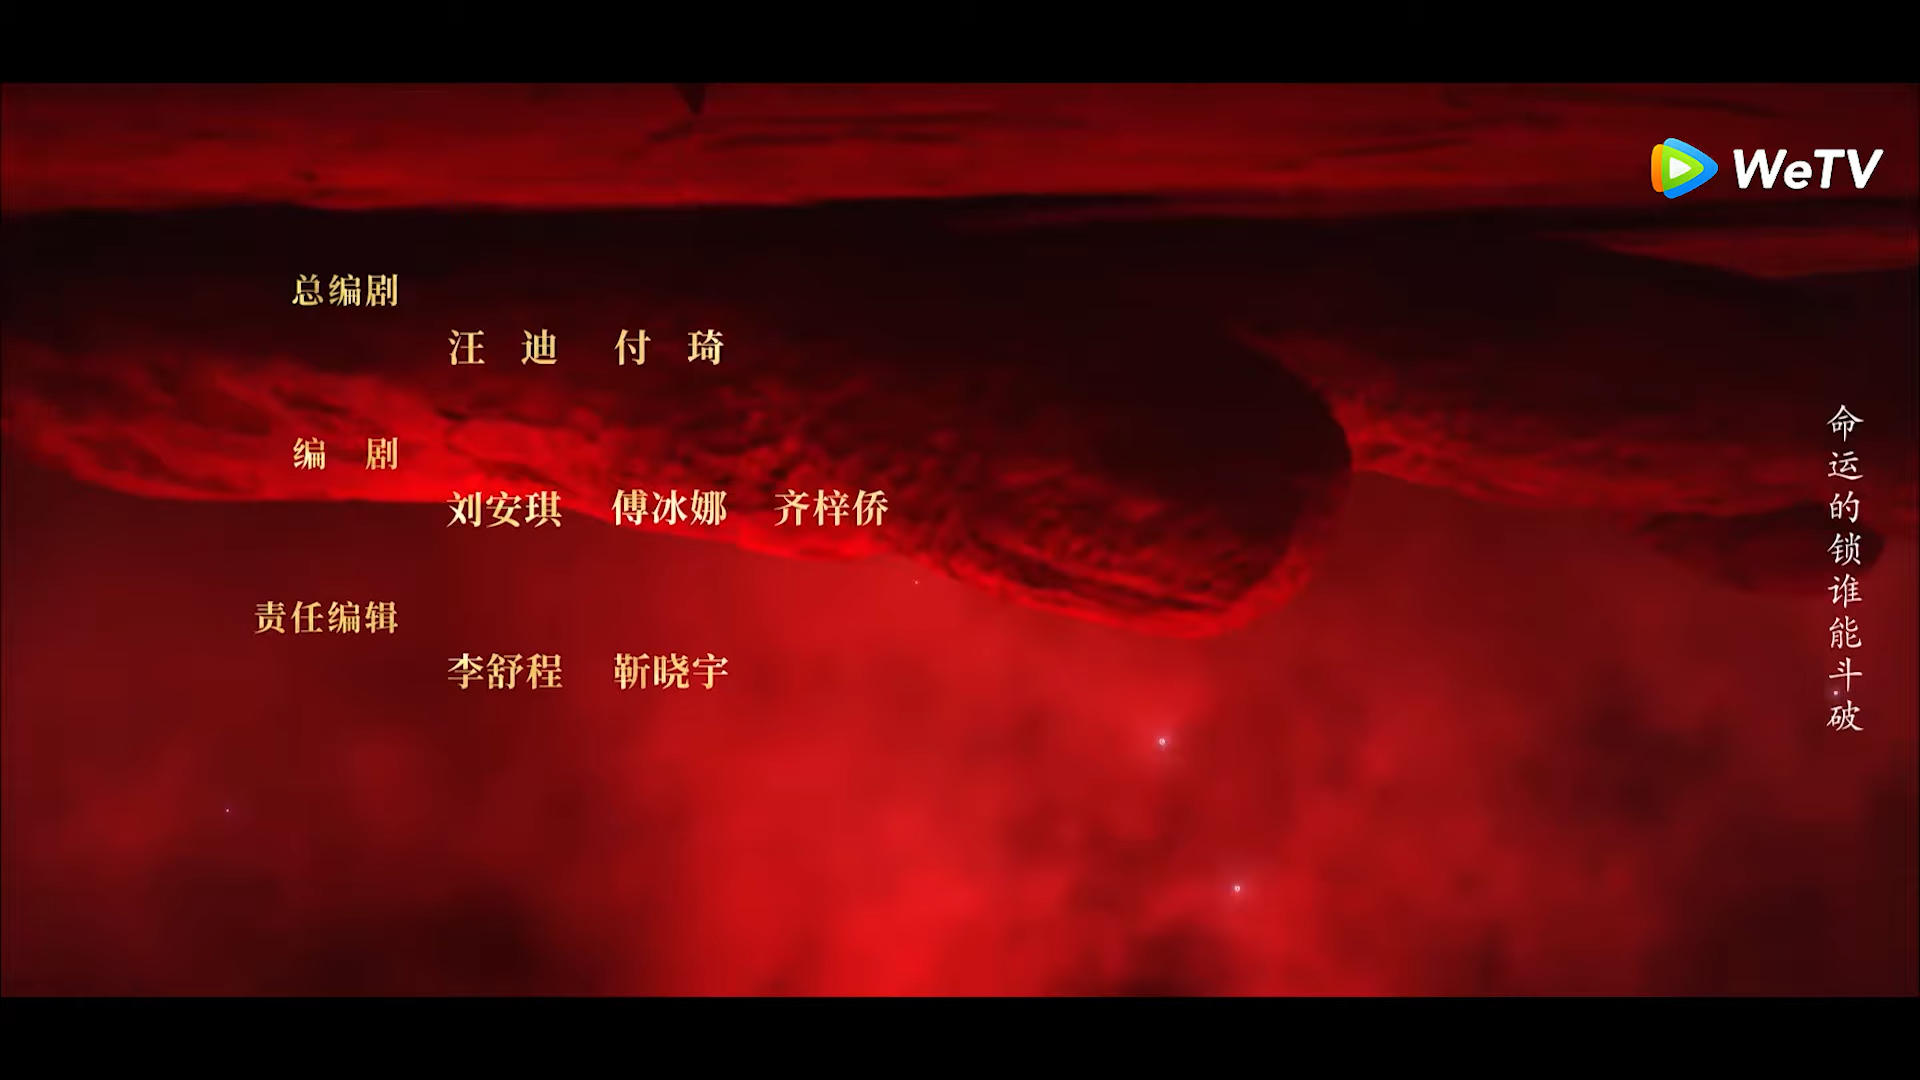 WeTV
总编剧
汪 迪 付 琦
编 剧
刘安琪 傅冰娜 齐梓侨
责任编辑
李舒程 靳晓宇
命运的锁谁能斗破